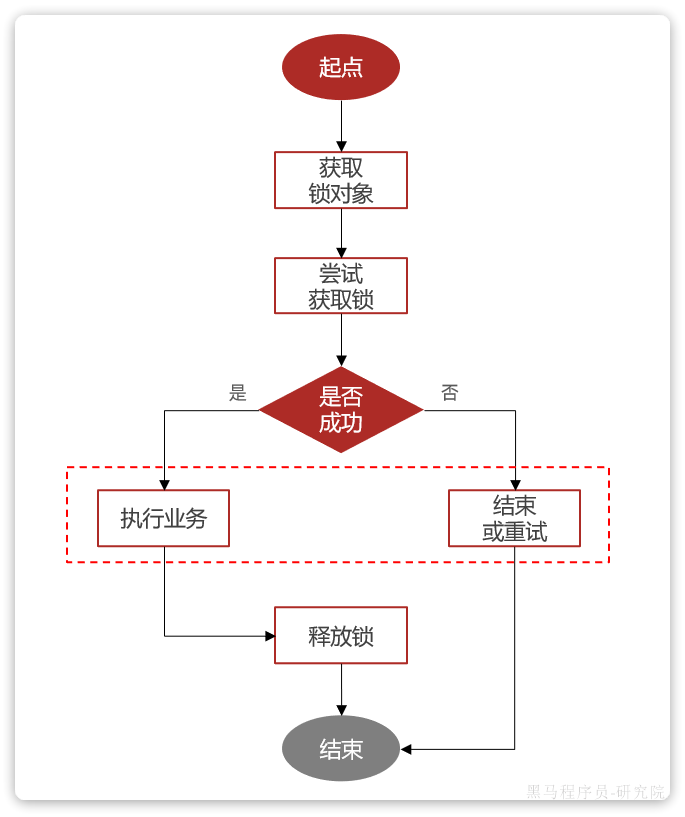 起点
获取
锁对象
尝试
获取锁
是否
成功
是
否
执行业务
结束
或重试
释放锁
结束
黑马程序员-研究院